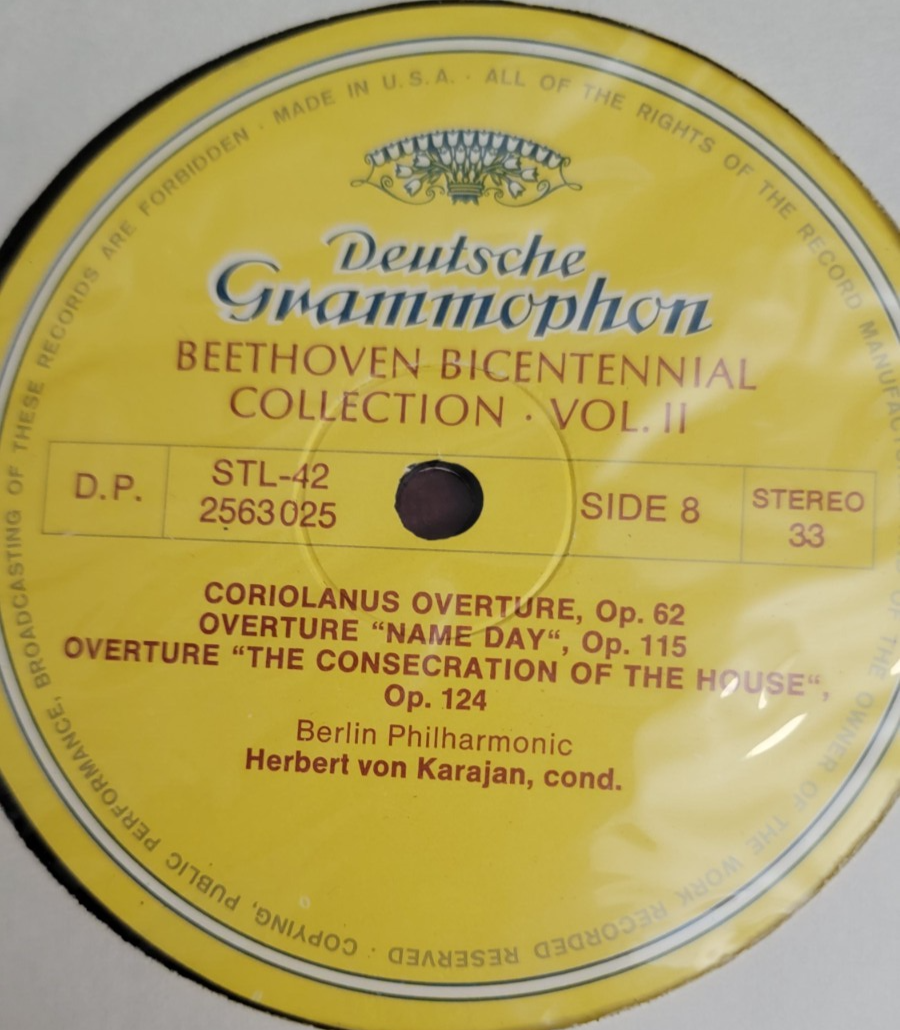 Deutsche
Grammophon
BEETHOVEN BICENTENNIAL
COLLECTION · VOL. II
D.P.
STL-42
2563 025
SIDE 8
STEREO
33
CORIOLANUS OVERTURE, Op. 62
OVERTURE “NAME DAY“, Op. 115
OVERTURE “THE CONSECRATION OF THE HOUSE“,
Op. 124
Berlin Philharmonic
Herbert von Karajan, cond.
MADE IN U.S.A. · ALL OF THE RIGHTS OF THE RECORD OF THE OWNER OF THE WORK RECORDED RESERVED · COPYING, PUBLIC PERFORMANCE, BROADCASTING OF THESE RECORDS ARE FORBIDDEN ·